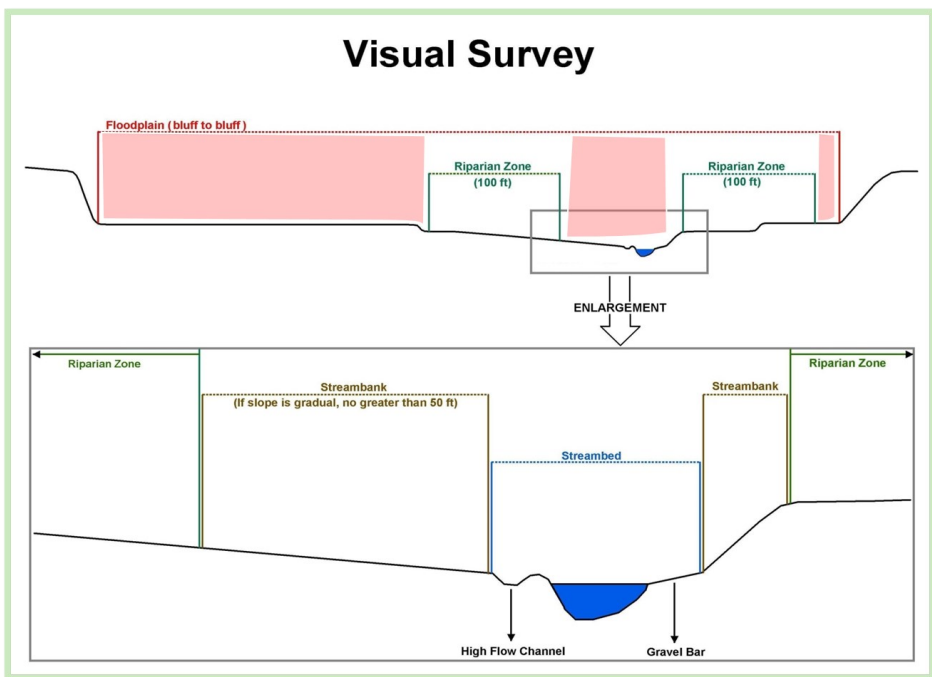 Visual Survey
Floodplain (bluff to bluff)
Riparian Zone
(100 ft)
Riparian Zone
(100 ft)
ENLARGEMENT
Riparian Zone
Streambank
(If slope is gradual, no greater than 50 ft)
Streambank
Riparian Zone
Streambed
High Flow Channel
Gravel Bar